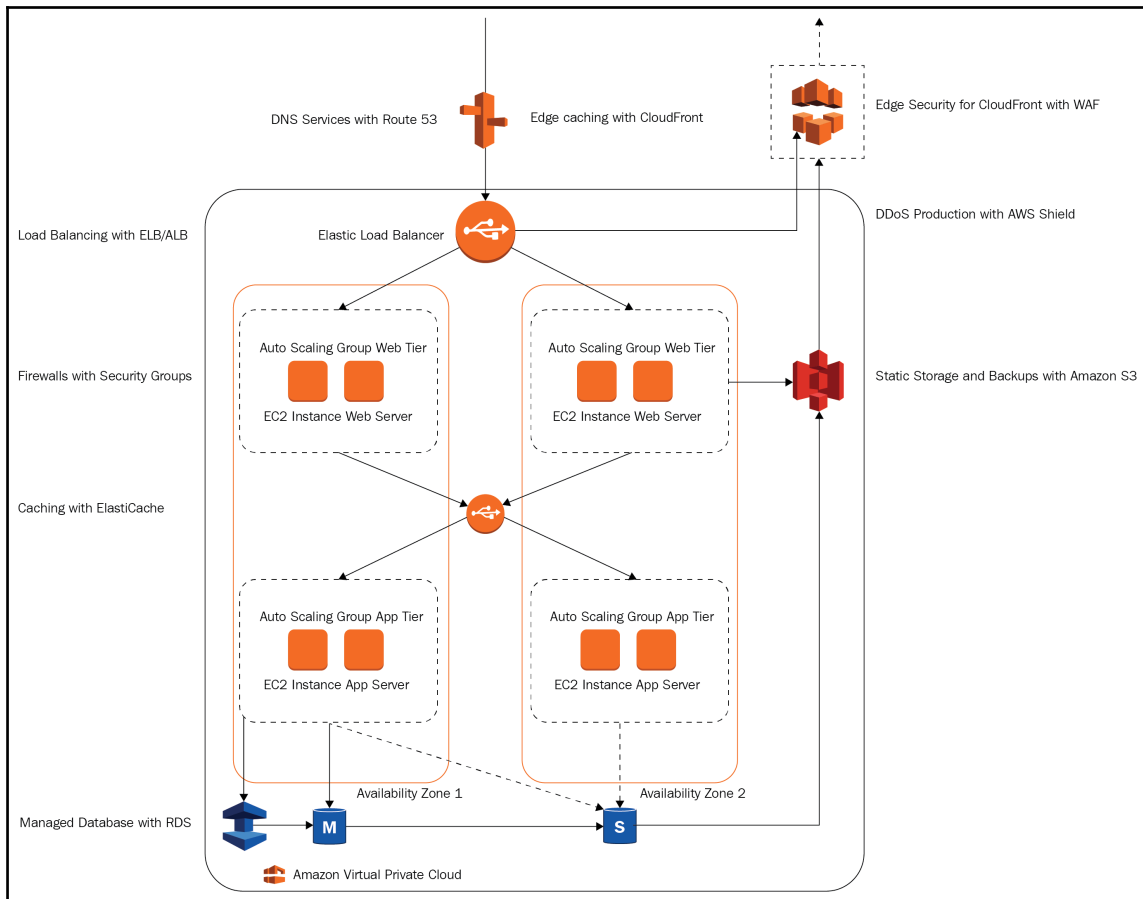 DNS Services with Route 53
Edge caching with CloudFront
Edge Security for CloudFront with WAF
DDoS Production with AWS Shield
Load Balancing with ELB/ALB
Elastic Load Balancer
Auto Scaling Group Web Tier
EC2 Instance Web Server
Auto Scaling Group Web Tier
EC2 Instance Web Server
Firewalls with Security Groups
Static Storage and Backups with Amazon S3
Caching with ElastiCache
Auto Scaling Group App Tier
EC2 Instance App Server
Auto Scaling Group App Tier
EC2 Instance App Server
Availability Zone 1
Availability Zone 2
Managed Database with RDS
M
S
Amazon Virtual Private Cloud